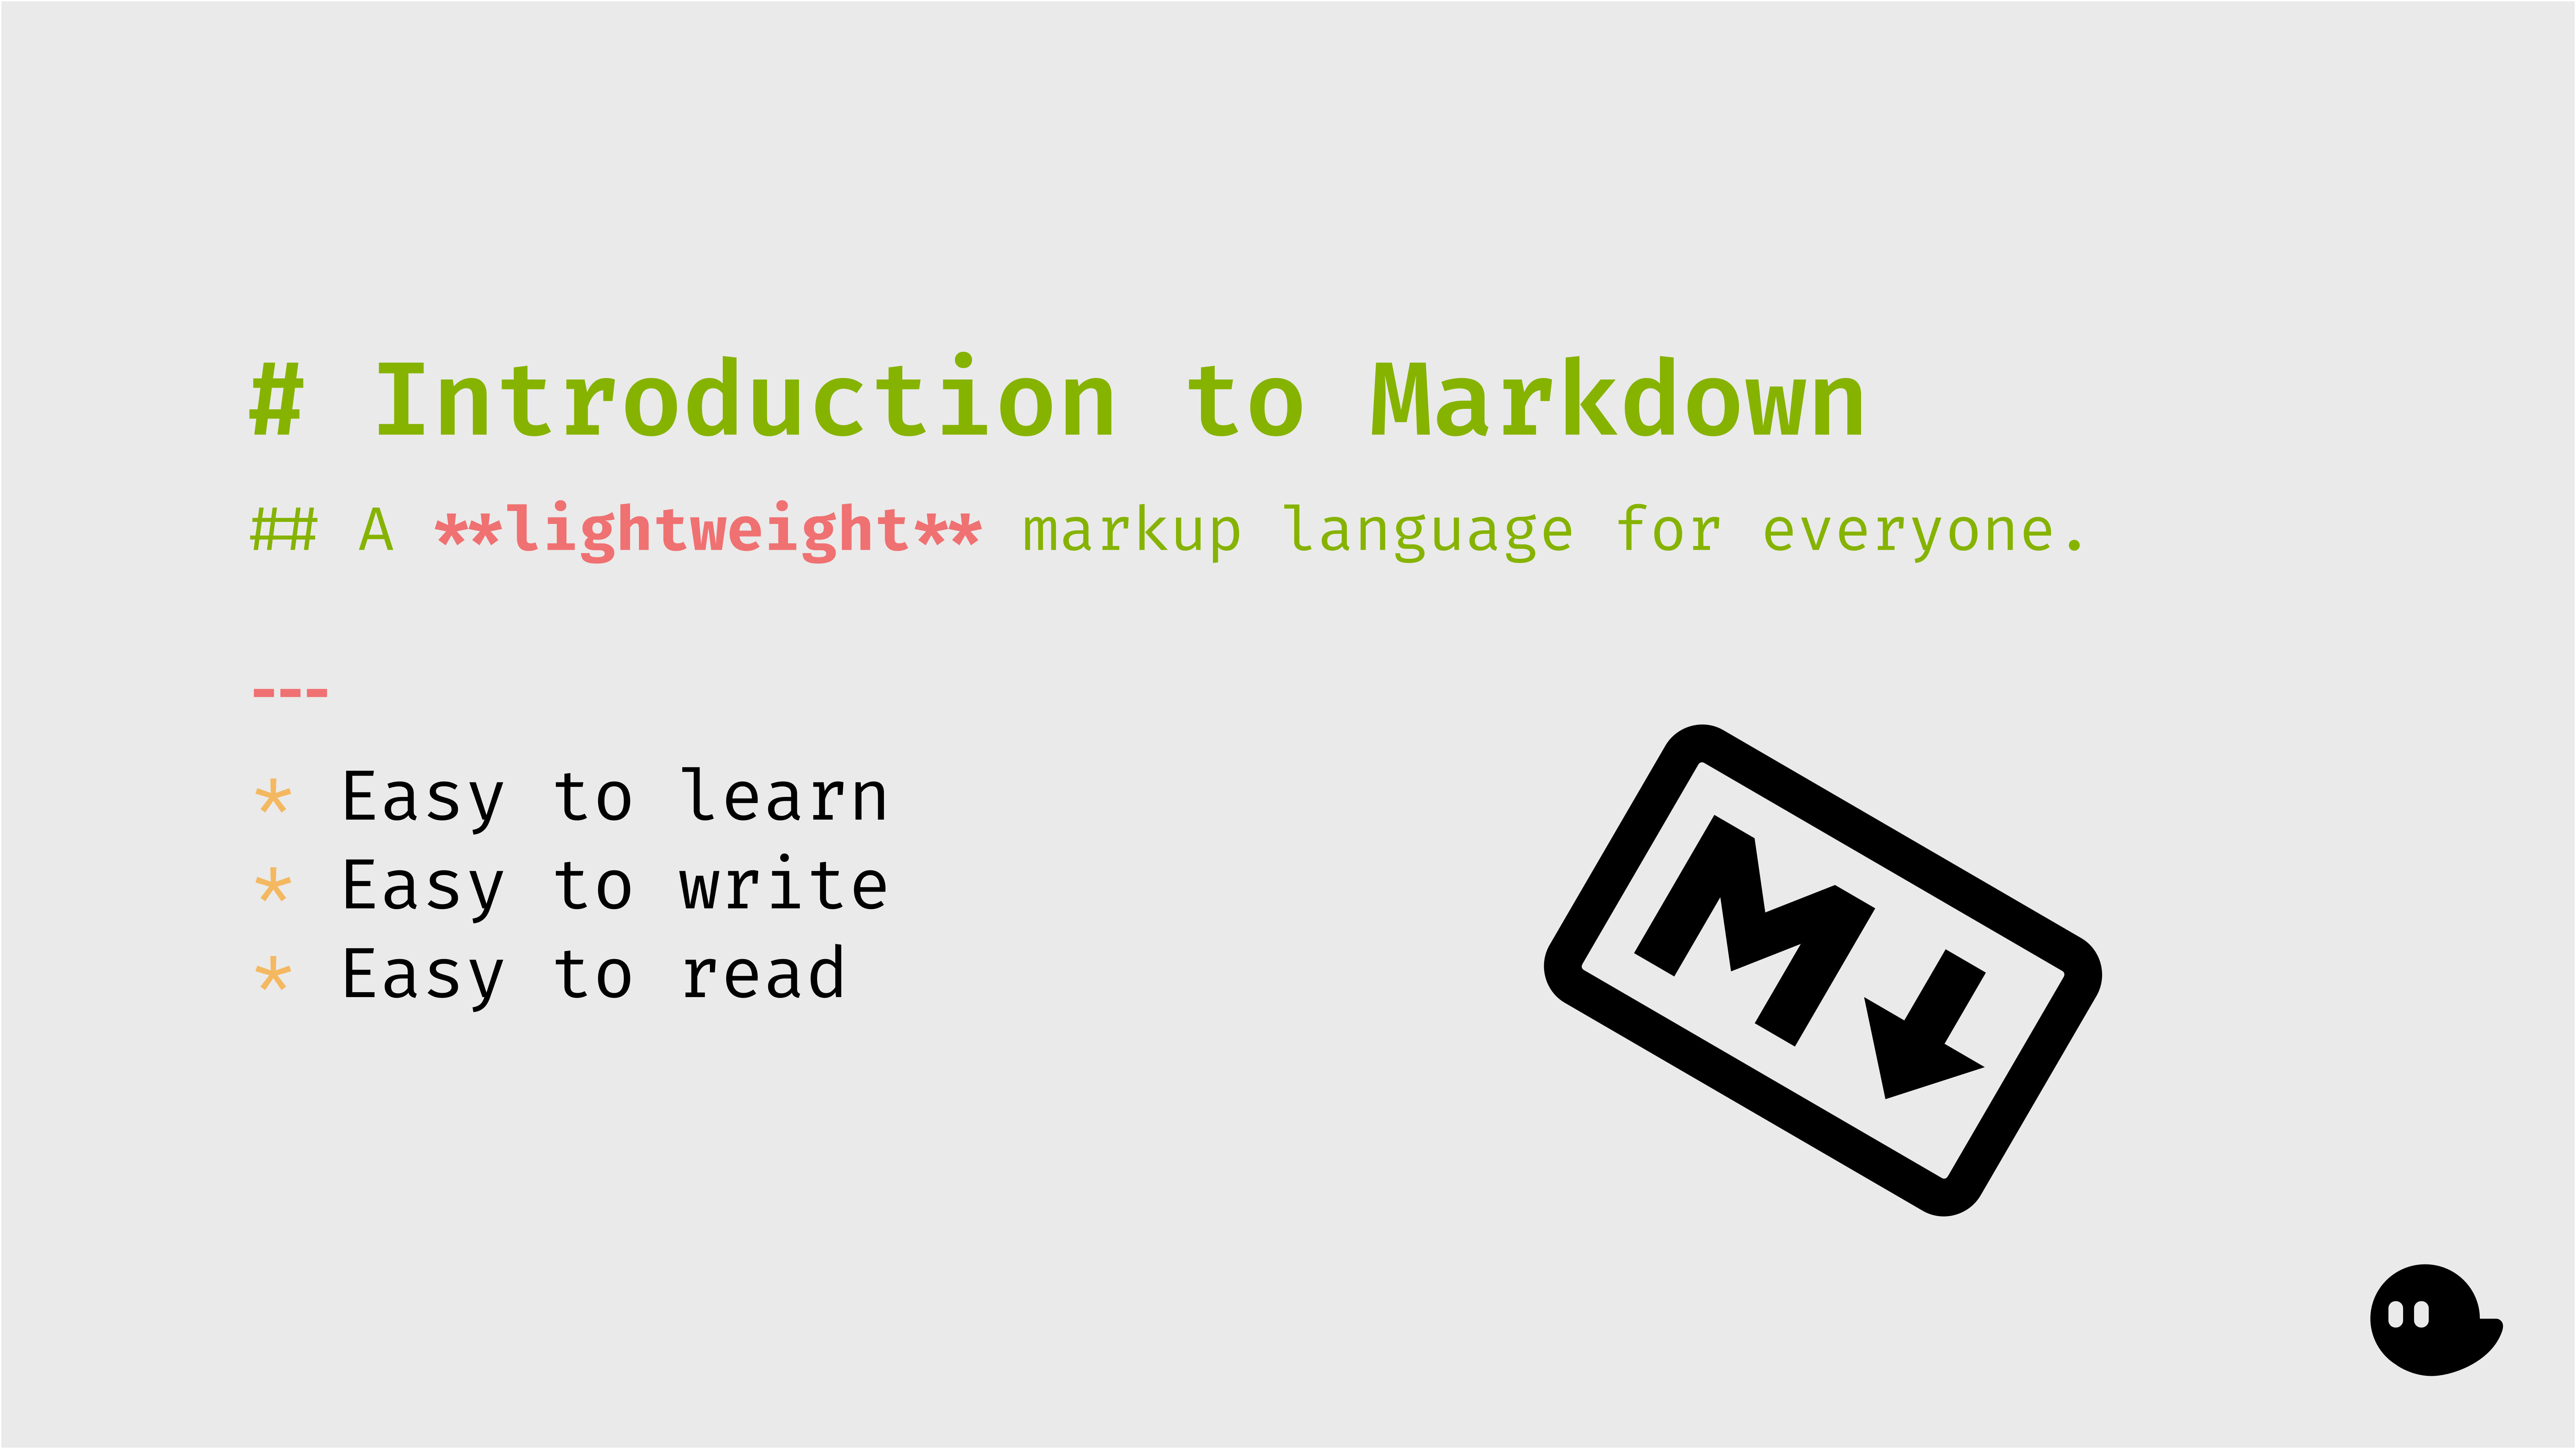 # Introduction to Markdown
## A **lightweight** markup language for everyone.
---
* Easy to learn
* Easy to write
* Easy to read
M